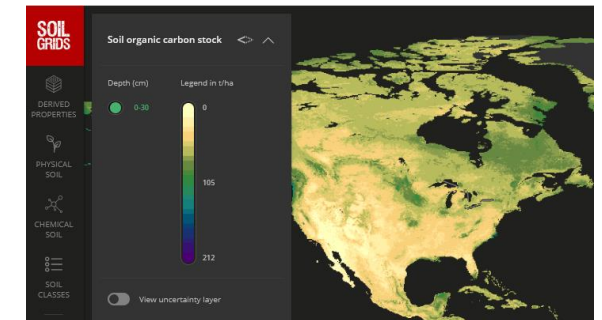 SOIL
GRIDS
Soil organic carbon stock
Depth (cm)
Legend in t/ha
0-30
0
105
212
View uncertainty layer
DERIVED
PROPERTIES
PHYSICAL
SOIL
CHEMICAL
SOIL
SOIL
CLASSES